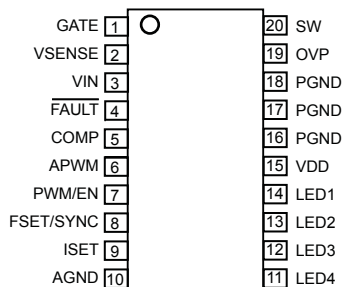 GATE 1
VSENSE 2
VIN 3
FAULT 4
COMP 5
APWM 6
PWM/EN 7
FSET/SYNC 8
ISET 9
AGND 10
20 SW
19 OVP
18 PGND
17 PGND
16 PGND
15 VDD
14 LED1
13 LED2
12 LED3
11 LED4